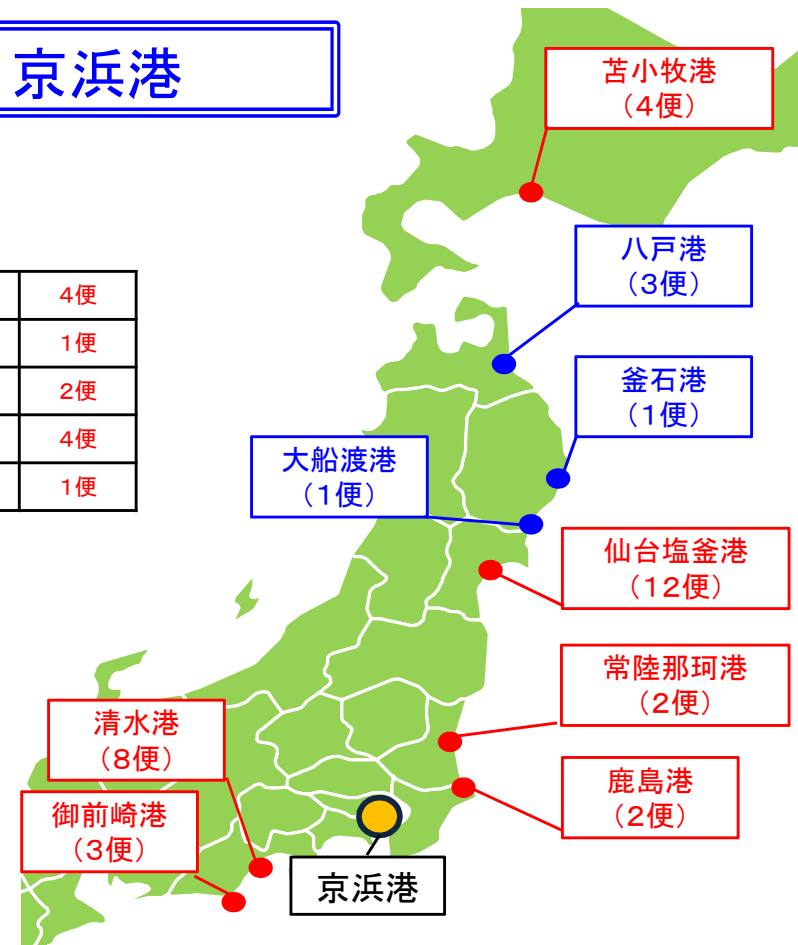 京浜港
4便
1便
2便
4便
1便
苫小牧港
（4便）
八戸港
（3便）
釜石港
（1便）
大船渡港
（1便）
仙台塩釜港
（12便）
常陸那珂港
（2便）
清水港
（8便）
鹿島港
（2便）
御前崎港
（3便）
京浜港